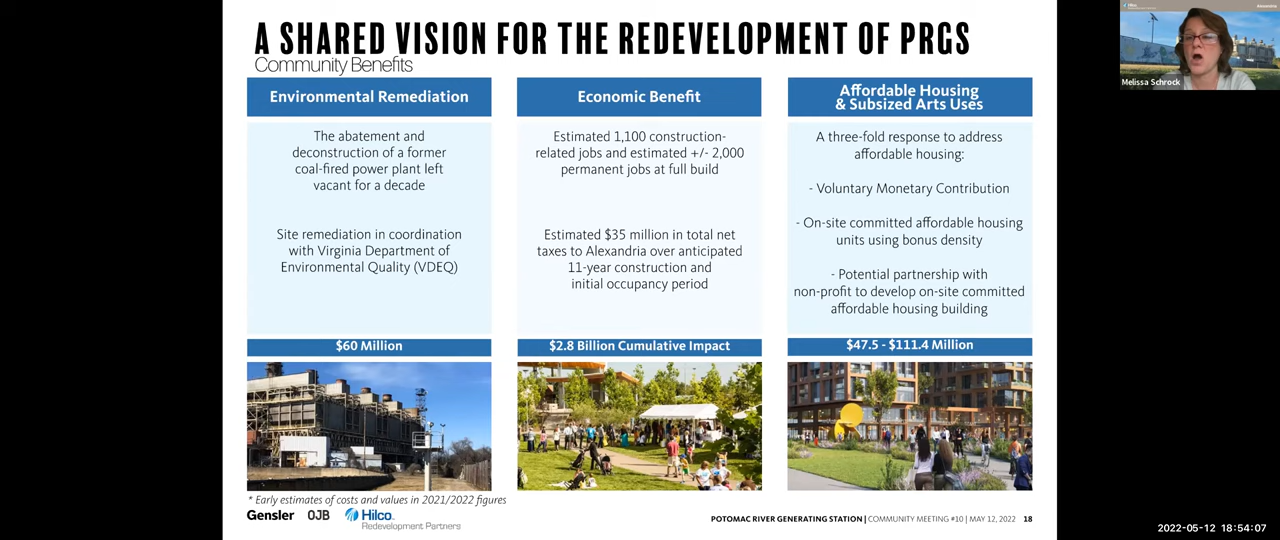 A SHARED VISION FOR THE REDEVELOPMENT OF PRGS
Community Benefits
Environmental Remediation
The abatement and
deconstruction of a former
coal-fired power plant left
vacant for a decade
Site remediation in coordination
with Virginia Department of
Environmental Quality (VDEQ)
$60 Million
Economic Benefit
Estimated 1,100 construction-
related jobs and estimated +/- 2,000
permanent jobs at full build
Estimated $35 million in total net
taxes to Alexandria over anticipated
11-year construction and
initial occupancy period
$2.8 Billion Cumulative Impact
Affordable Housing
& Subsized Arts Uses
A three-fold response to address
affordable housing:
- Voluntary Monetary Contribution
- On-site committed affordable housing
units using bonus density
- Potential partnership with
non-profit to develop on-site committed
affordable housing building
$47.5 - $111.4 Million
* Early estimates of costs and values in 2021/2022 figures
Gensler OJB Hilco
Redevelopment Partners
POTOMAC RIVER GENERATING STATION | COMMUNITY MEETING #10 | MAY 12, 2022 18
Hilco
Melissa Schrock
2022-05-12 18:54:07